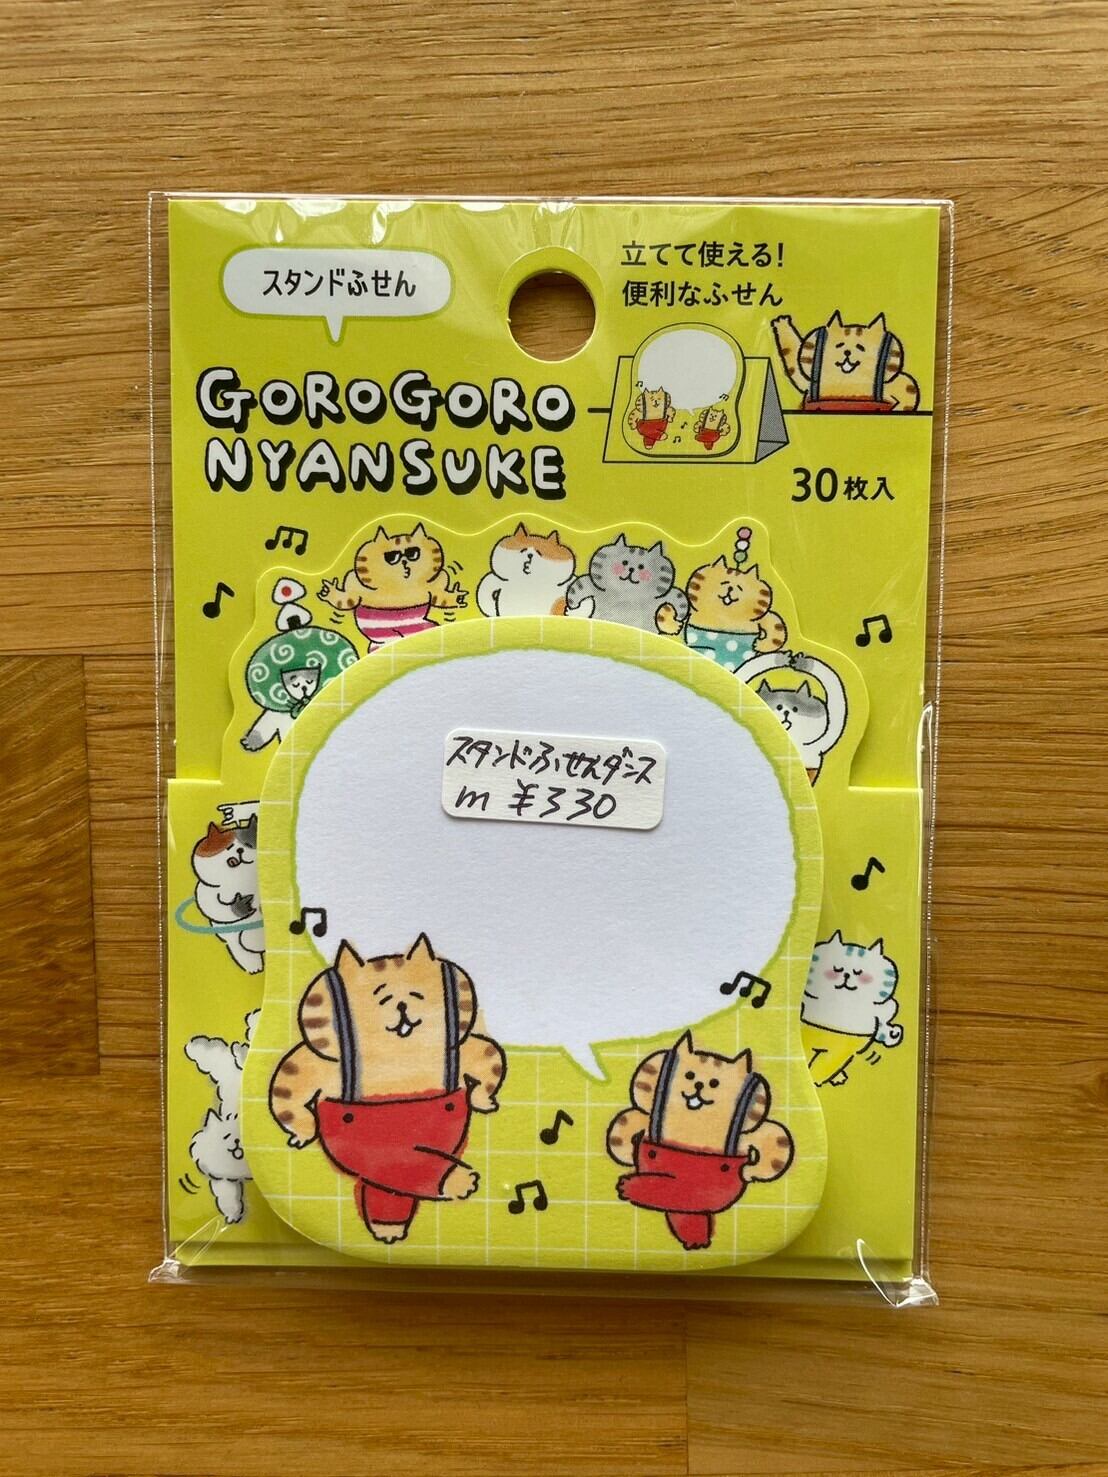 スタンドふせん
立てて使える!
便利なふせん
GOROGORO
NYANSUKE
30枚入
スタンドふせんダンス
m ¥330